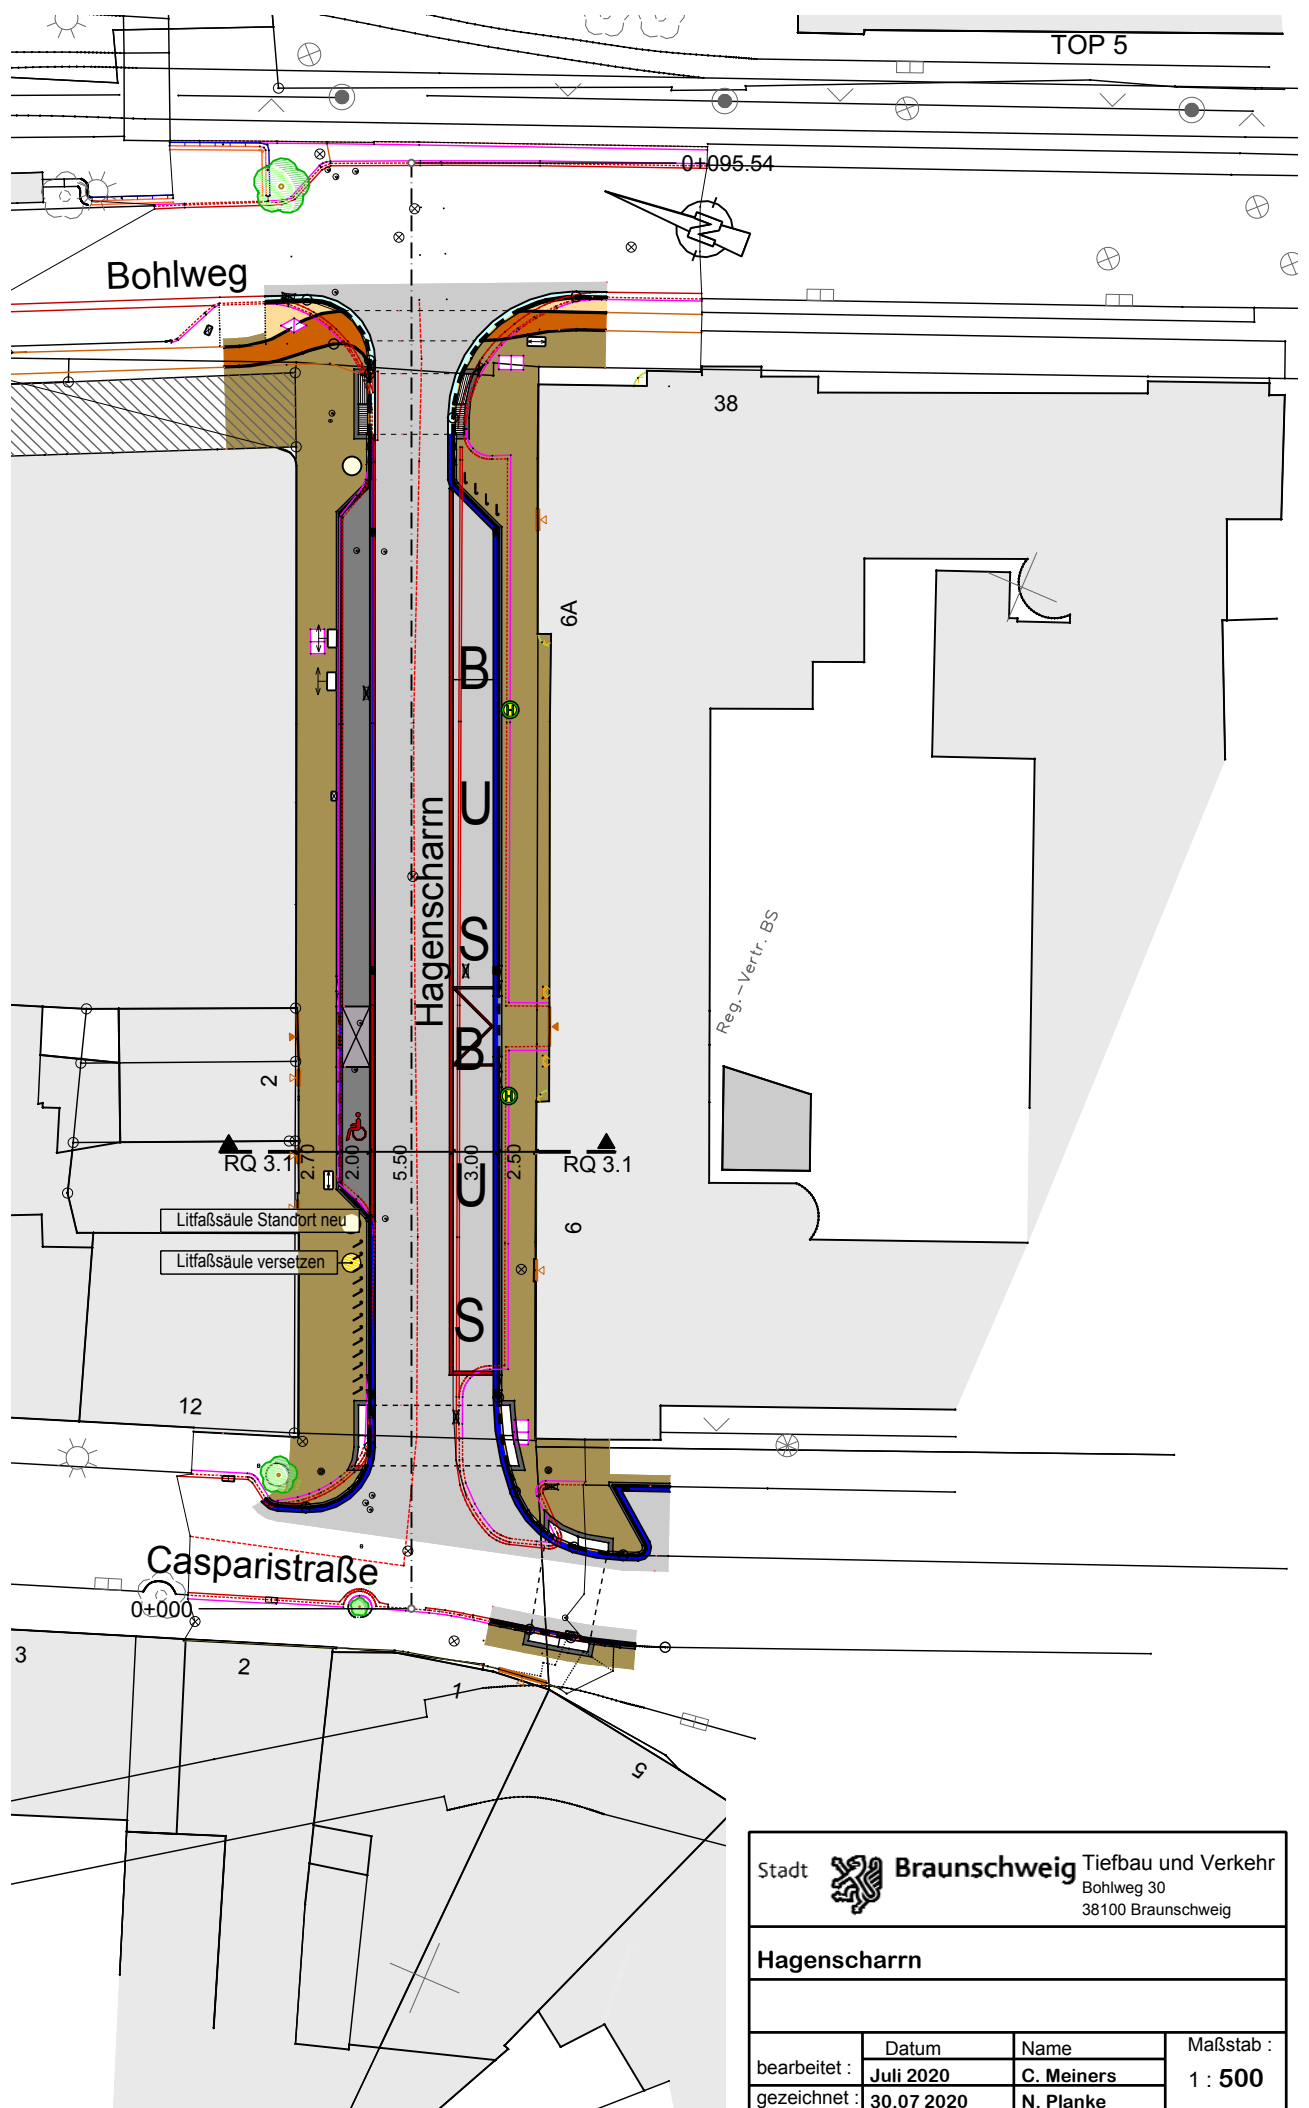 TOP 5
0+095.54
N
Bohlweg
38
6A
B
U
S
Hagenscharrn
Reg.–Vertr. BS
H
B
H
2
RQ 3.1
2.70
2.00
5.50
3.00
2.50
RQ 3.1
U
Litfaßsäule Standort neu
6
Litfaßsäule versetzen
S
12
Casparistraße
0+000
3
2
1
5
Stadt Braunschweig Tiefbau und Verkehr
Bohlweg 30
38100 Braunschweig
Hagenscharrn
Datum Name Maßstab :
bearbeitet : Juli 2020 C. Meiners 1 : 500
gezeichnet : 30.07 2020 N. Planke